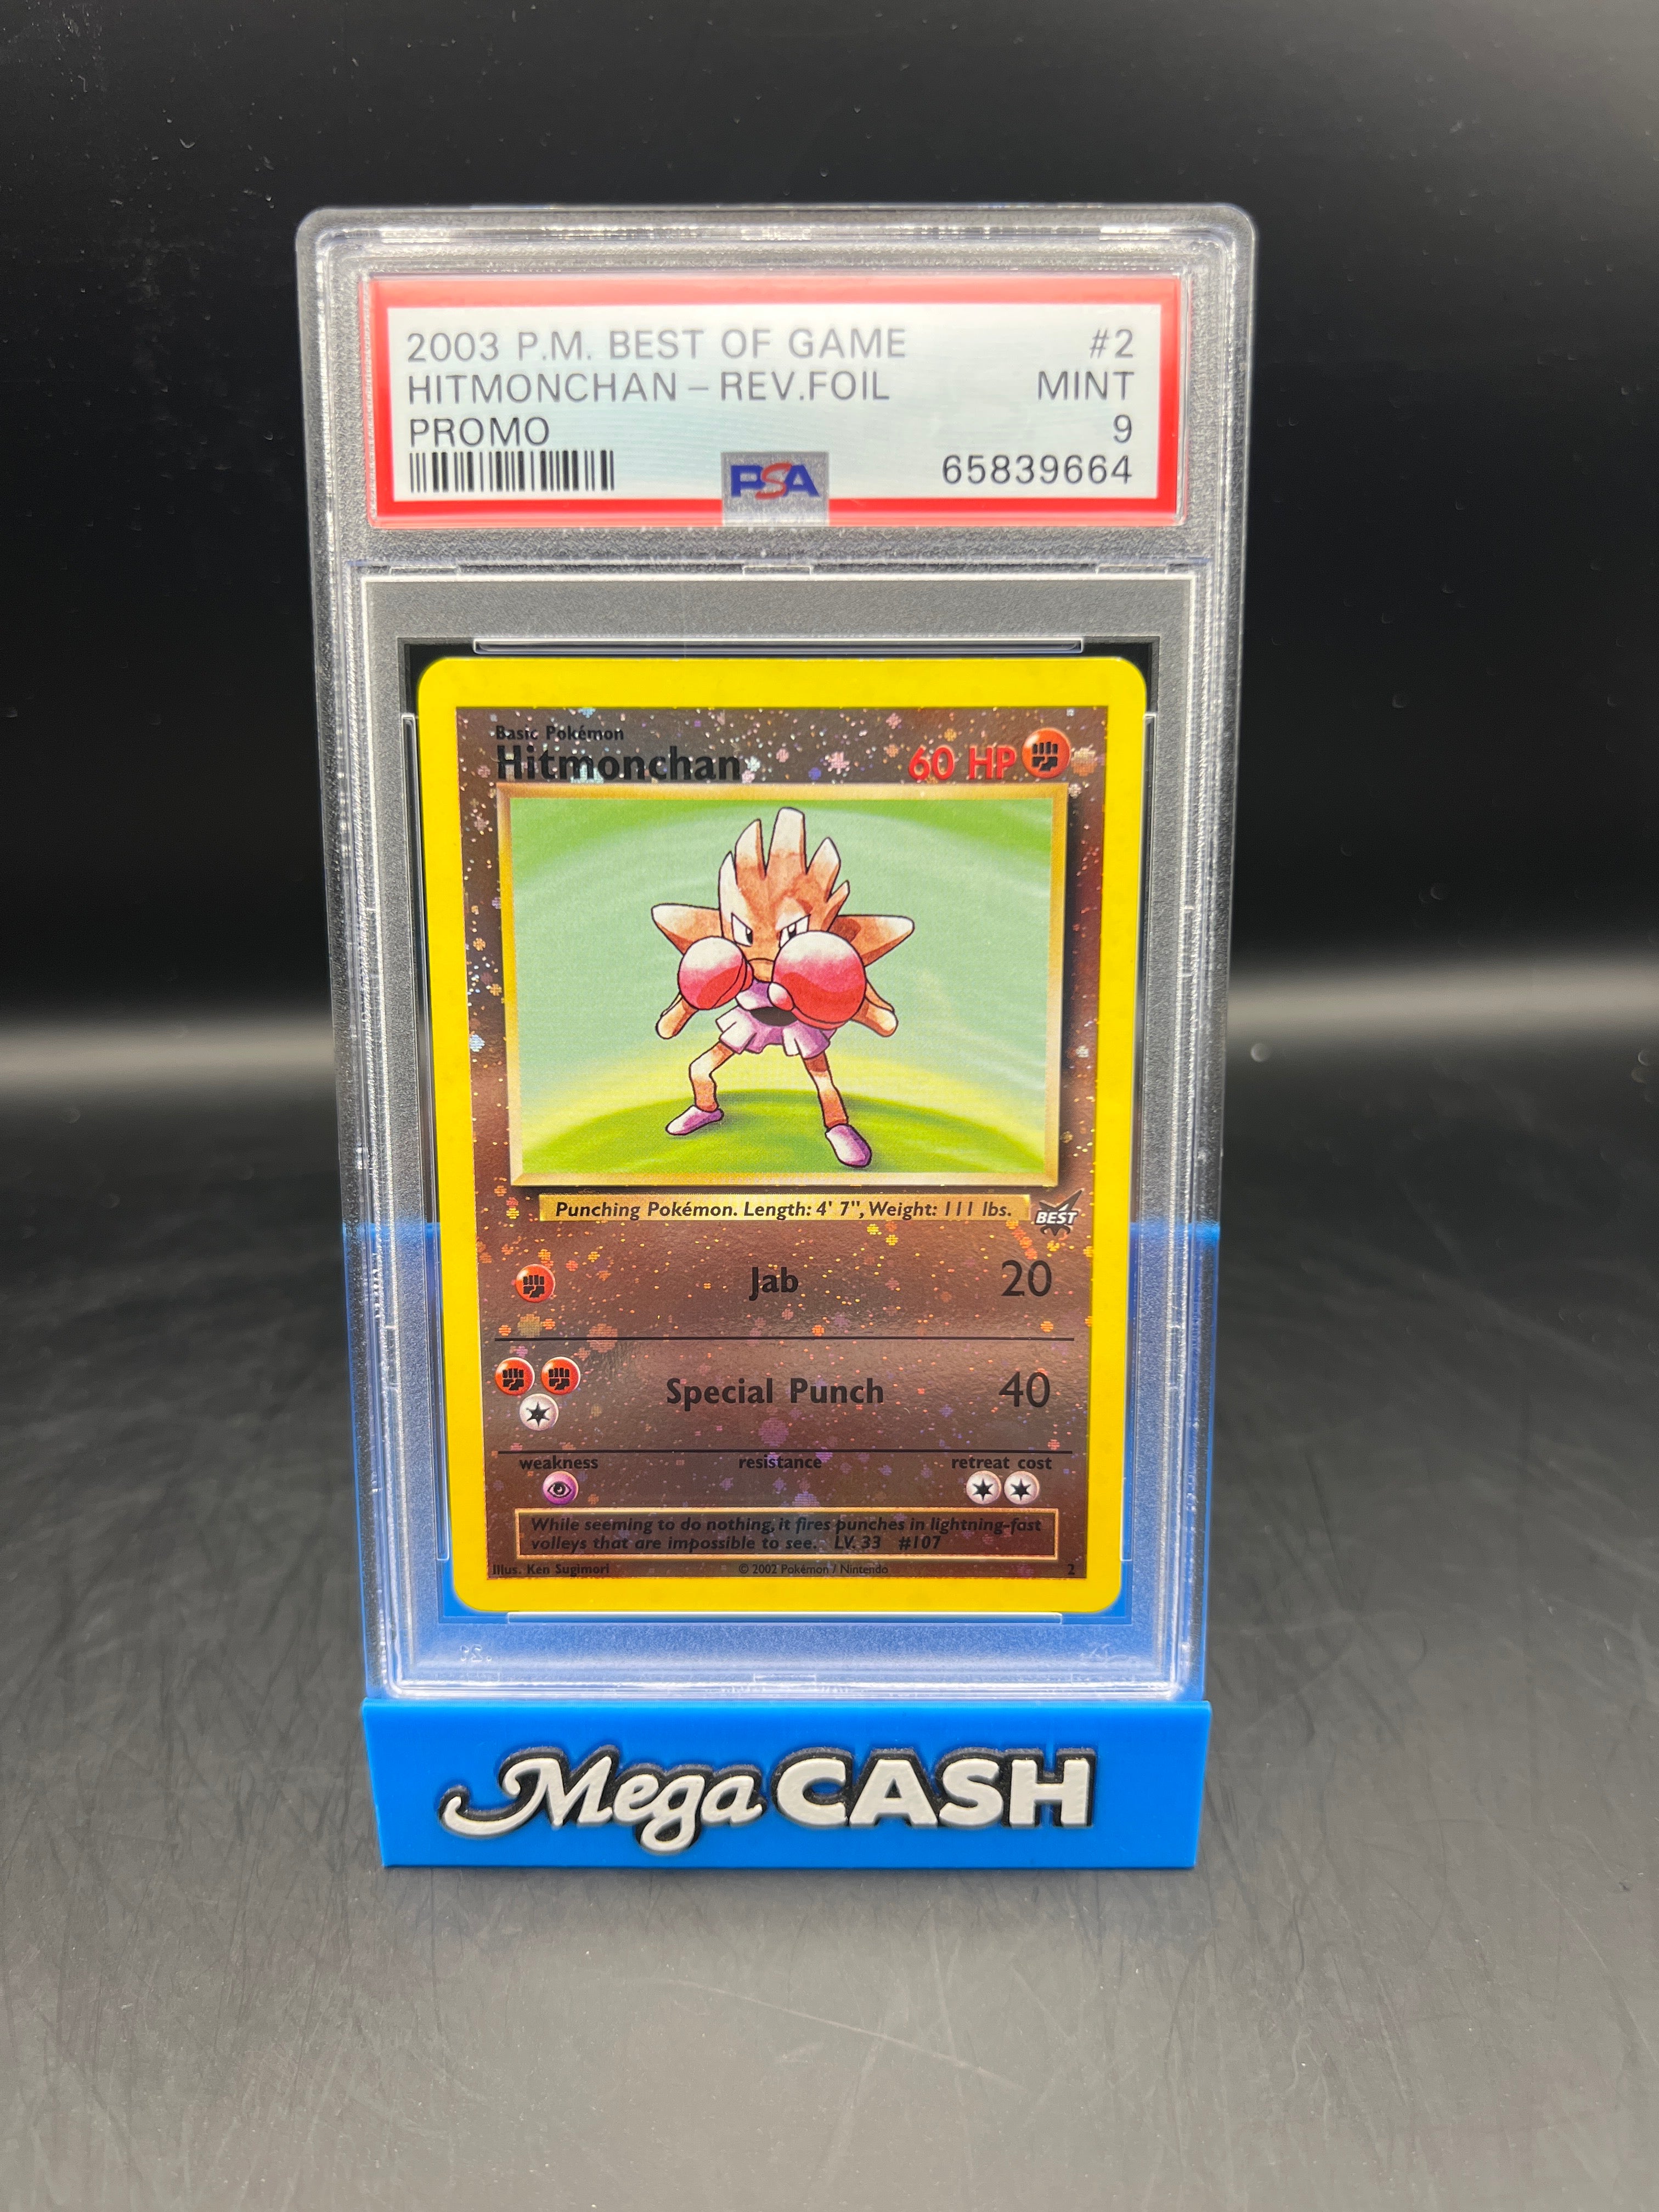 2003 P.M. BEST OF GAME #2
HITMONCHAN - REV.FOIL MINT
PROMO 9
PSA 65839664
Basic Pokémon
Hitmonchan 60 HP
Punching Pokémon. Length: 4' 7", Weight: 111 lbs.
BEST
Jab 20
Special Punch 40
weakness resistance retreat cost
While seeming to do nothing, it fires punches in lightning-fast
volleys that are impossible to see. LV. 33 #107
Illus. Ken Sugimori © 2002 Pokémon / Nintendo 2
Mega CASH